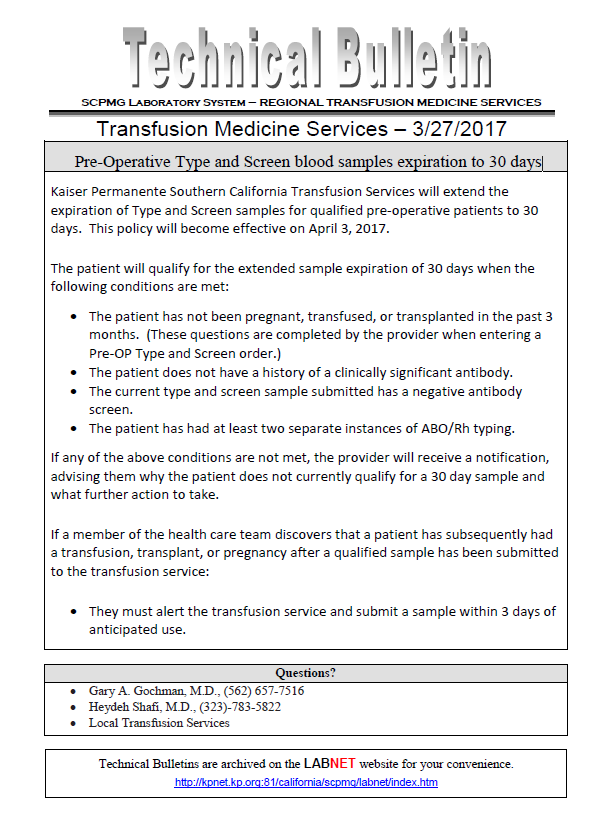 Technical Bulletin
SCPMG LABORATORY SYSTEM – REGIONAL TRANSFUSION MEDICINE SERVICES
Transfusion Medicine Services – 3/27/2017
Pre-Operative Type and Screen blood samples expiration to 30 days
Kaiser Permanente Southern California Transfusion Services will extend the
expiration of Type and Screen samples for qualified pre-operative patients to 30
days.  This policy will become effective on April 3, 2017.
The patient will qualify for the extended sample expiration of 30 days when the
following conditions are met:
• The patient has not been pregnant, transfused, or transplanted in the past 3
months.  (These questions are completed by the provider when entering a
Pre-OP Type and Screen order.)
• The patient does not have a history of a clinically significant antibody.
• The current type and screen sample submitted has a negative antibody
screen.
• The patient has had at least two separate instances of ABO/Rh typing.
If any of the above conditions are not met, the provider will receive a notification,
advising them why the patient does not currently qualify for a 30 day sample and
what further action to take.
If a member of the health care team discovers that a patient has subsequently had
a transfusion, transplant, or pregnancy after a qualified sample has been submitted
to the transfusion service:
• They must alert the transfusion service and submit a sample within 3 days of
anticipated use.
Questions?
• Gary A. Gochman, M.D., (562) 657-7516
• Heydeh Shafi, M.D., (323)-783-5822
• Local Transfusion Services
Technical Bulletins are archived on the LABNET website for your convenience.
http://kpnet.kp.org:81/california/scpmg/labnet/index.htm